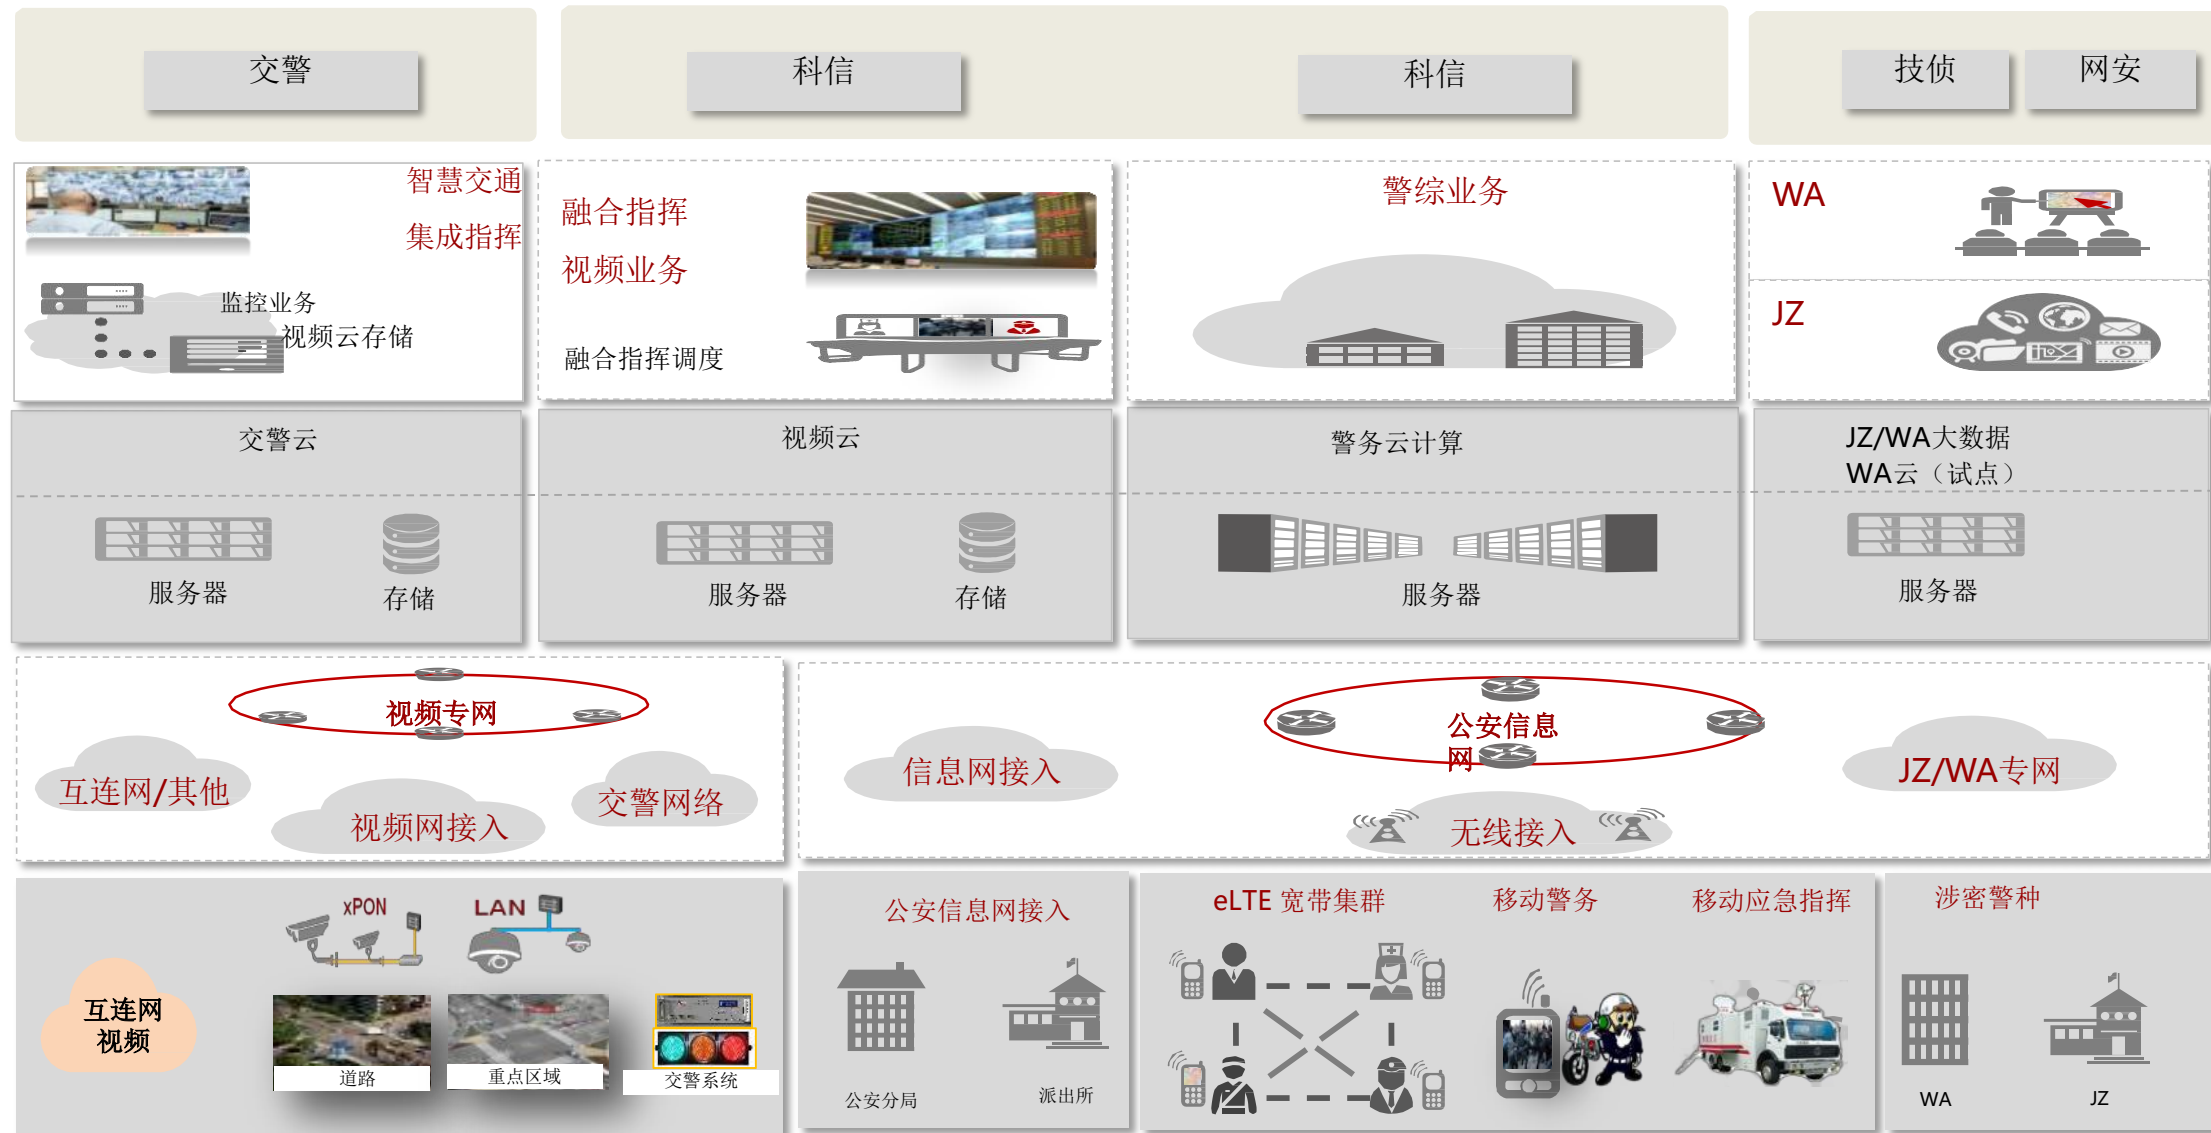 交警
科信
科信
技侦
网安
智慧交通
集成指挥
监控业务
视频云存储
融合指挥
视频业务
融合指挥调度
警综业务
WA
JZ
交警云
服务器
存储
视频云
服务器
存储
警务云计算
服务器
JZ/WA大数据
WA云（试点）
服务器
视频专网
互连网/其他
视频网接入
交警网络
信息网接入
公安信息
网
无线接入
JZ/WA专网
互连网
视频
xPON
LAN
道路
重点区域
交警系统
公安信息网接入
公安分局
派出所
eLTE 宽带集群
移动警务
移动应急指挥
涉密警种
WA
JZ